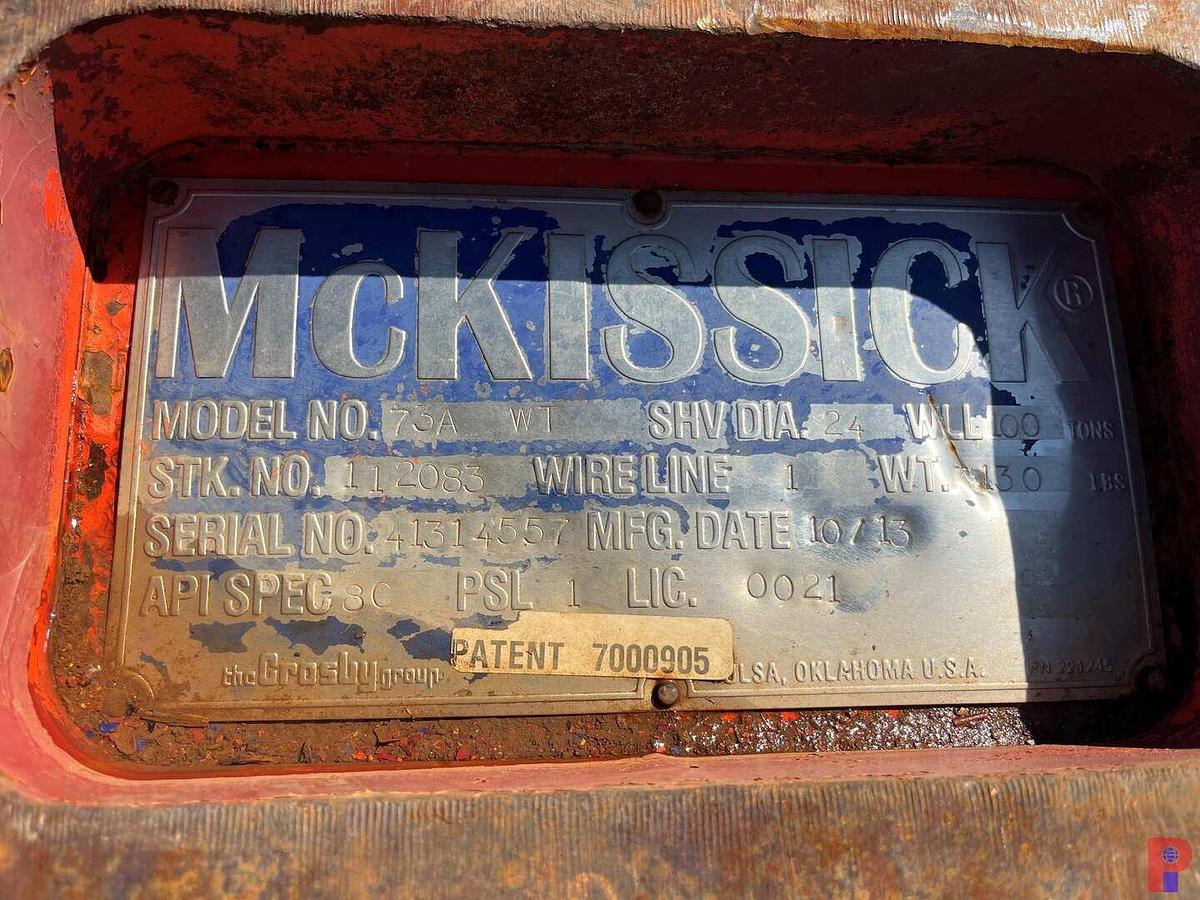 McKISSICK®
MODEL NO. 73A WT SHV DIA. 24 WLL 100 TONS
STK. NO. 112083 WIRE LINE 1 WT. 130 LBS
SERIAL NO. 41314557 MFG. DATE 10/13
API SPEC 8C PSL 1 LIC. 0021
the Crosby group PATENT 7000905 ULSA, OKLAHOMA U.S.A. PN 221245